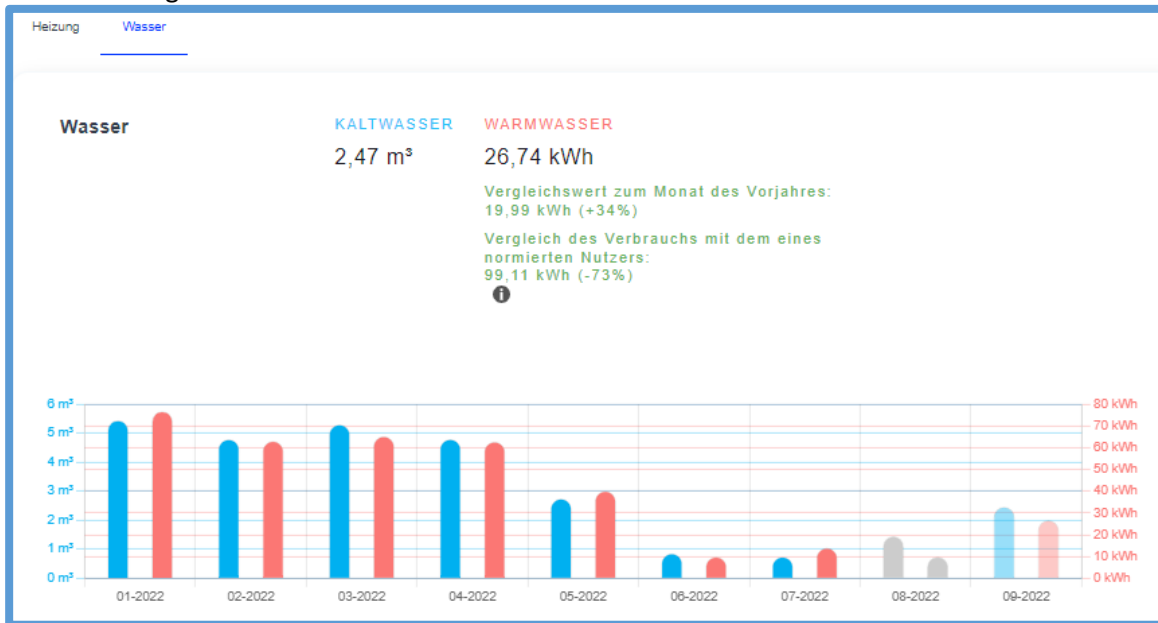 Heizung Wasser
Wasser
KALTWASSER WARMWASSER
2,47 m³ 26,74 kWh
Vergleichswert zum Monat des Vorjahres:
19,99 kWh (+34%)
Vergleich des Verbrauchs mit dem eines
normierten Nutzers:
99,11 kWh (-73%)
i
6 m³ 80 kWh
5 m³ 70 kWh
4 m³ 60 kWh
3 m³ 50 kWh
2 m³ 40 kWh
1 m³ 30 kWh
0 m³ 20 kWh
10 kWh
0 kWh
01-2022 02-2022 03-2022 04-2022 05-2022 06-2022 07-2022 08-2022 09-2022